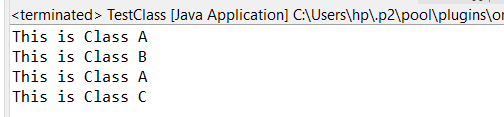 <terminated> TestClass [Java Application] C:\Users\hp\.p2\pool\plugins\or
This is Class A
This is Class B
This is Class A
This is Class C